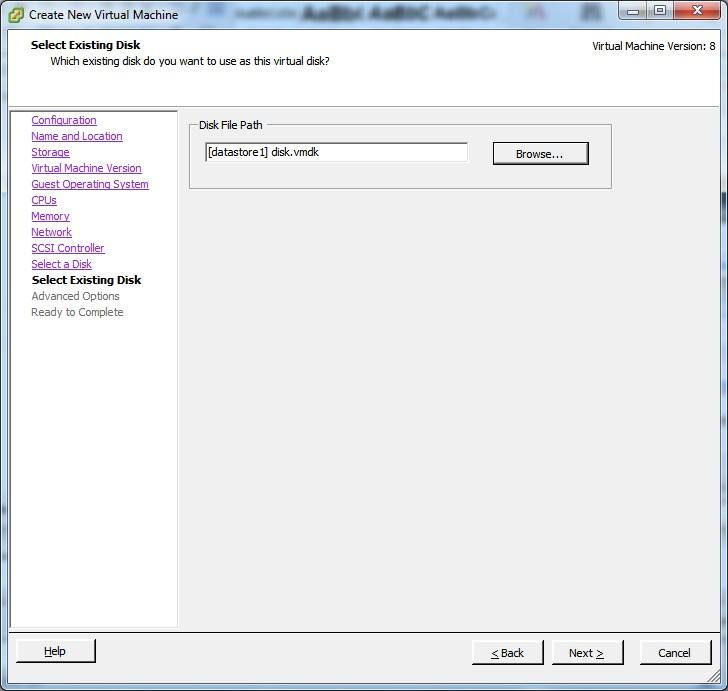 Create New Virtual Machine
Select Existing Disk
Which existing disk do you want to use as this virtual disk?
Virtual Machine Version: 8
Configuration
Name and Location
Storage
Virtual Machine Version
Guest Operating System
CPUs
Memory
Network
SCSI Controller
Select a Disk
Select Existing Disk
Advanced Options
Ready to Complete
Disk File Path
[datastore1] disk.vmdk
Browse...
Help
< Back
Next >
Cancel